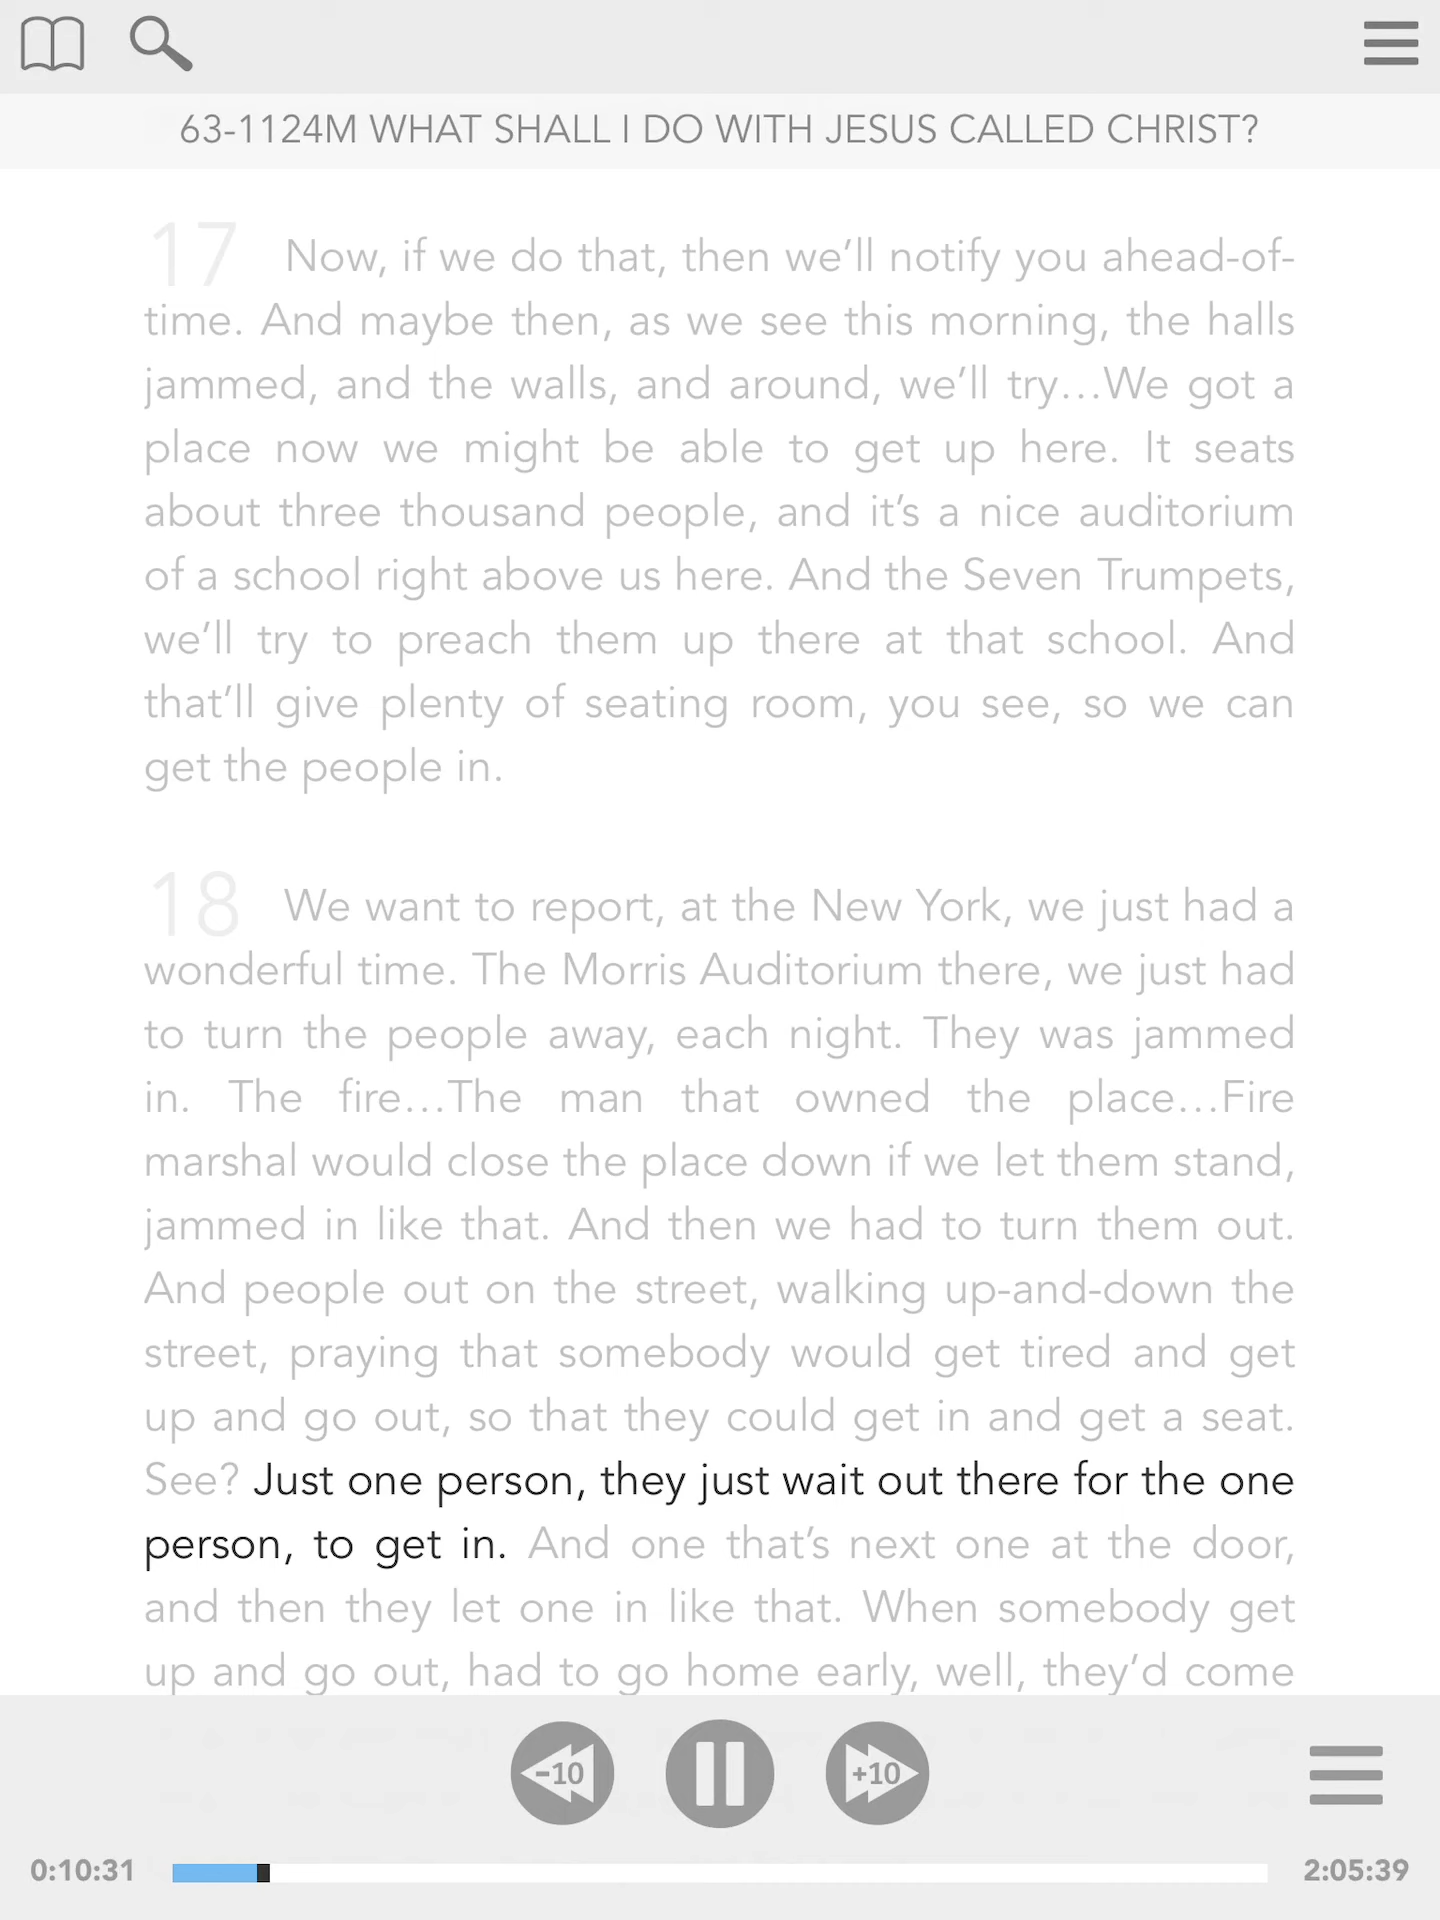 63-1124M WHAT SHALL I DO WITH JESUS CALLED CHRIST?
17 Now, if we do that, then we’ll notify you ahead-of-
time. And maybe then, as we see this morning, the halls
jammed, and the walls, and around, we’ll try…We got a
place now we might be able to get up here. It seats
about three thousand people, and it’s a nice auditorium
of a school right above us here. And the Seven Trumpets,
we’ll try to preach them up there at that school. And
that’ll give plenty of seating room, you see, so we can
get the people in.
18 We want to report, at the New York, we just had a
wonderful time. The Morris Auditorium there, we just had
to turn the people away, each night. They was jammed
in. The fire…The man that owned the place…Fire
marshal would close the place down if we let them stand,
jammed in like that. And then we had to turn them out.
And people out on the street, walking up-and-down the
street, praying that somebody would get tired and get
up and go out, so that they could get in and get a seat.
See? Just one person, they just wait out there for the one
person, to get in. And one that’s next one at the door,
and then they let one in like that. When somebody get
up and go out, had to go home early, well, they’d come
-10 +10
0:10:31 2:05:39